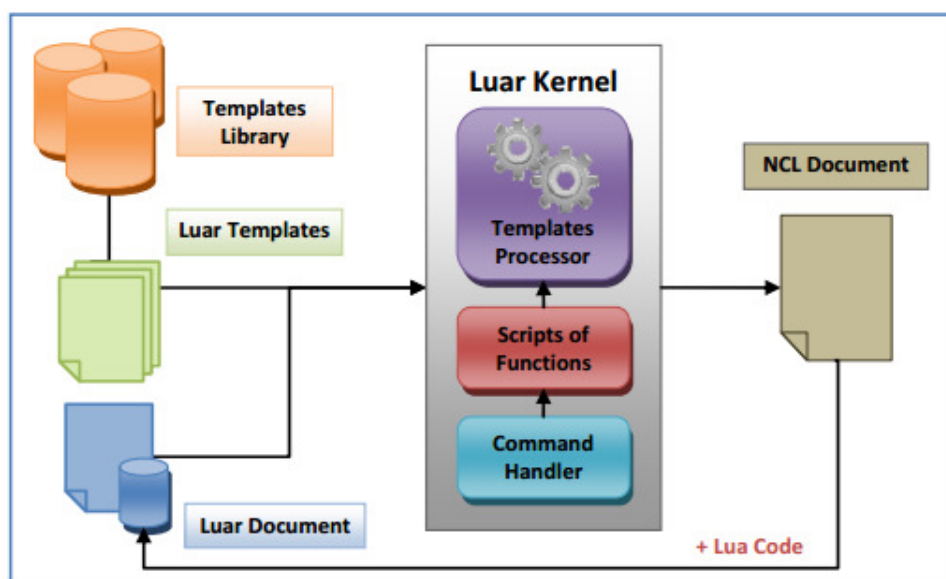 Templates
Library
Luar Templates
Luar Document
Luar Kernel
Templates
Processor
Scripts of
Functions
Command
Handler
NCL Document
+ Lua Code